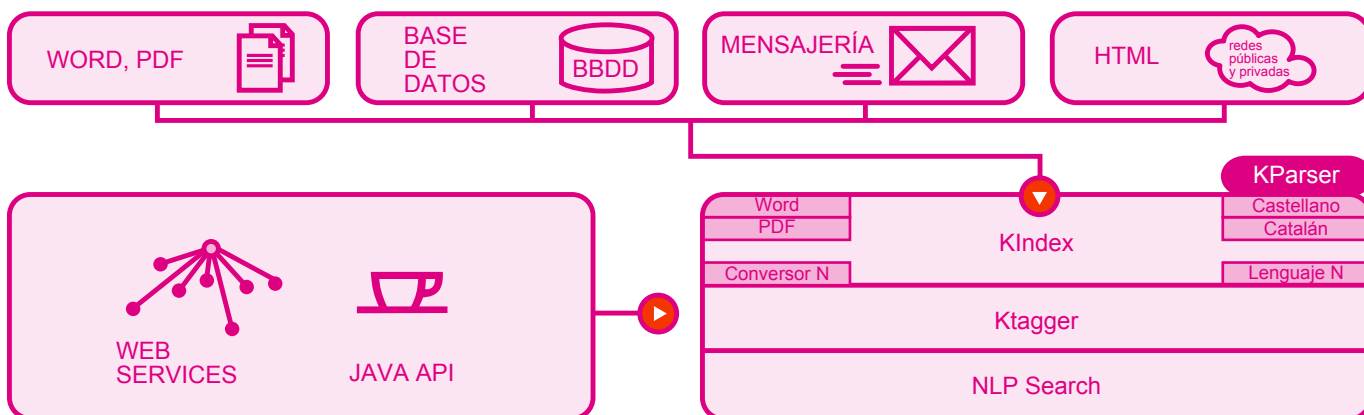 WORD, PDF
BASE
DE
DATOS
BBDD
MENSAJERÍA
HTML
redes
públicas
y privadas
KParser
Word
PDF
Conversor N
KIndex
Castellano
Catalán
Lenguaje N
Ktagger
NLP Search
WEB
SERVICES
JAVA API